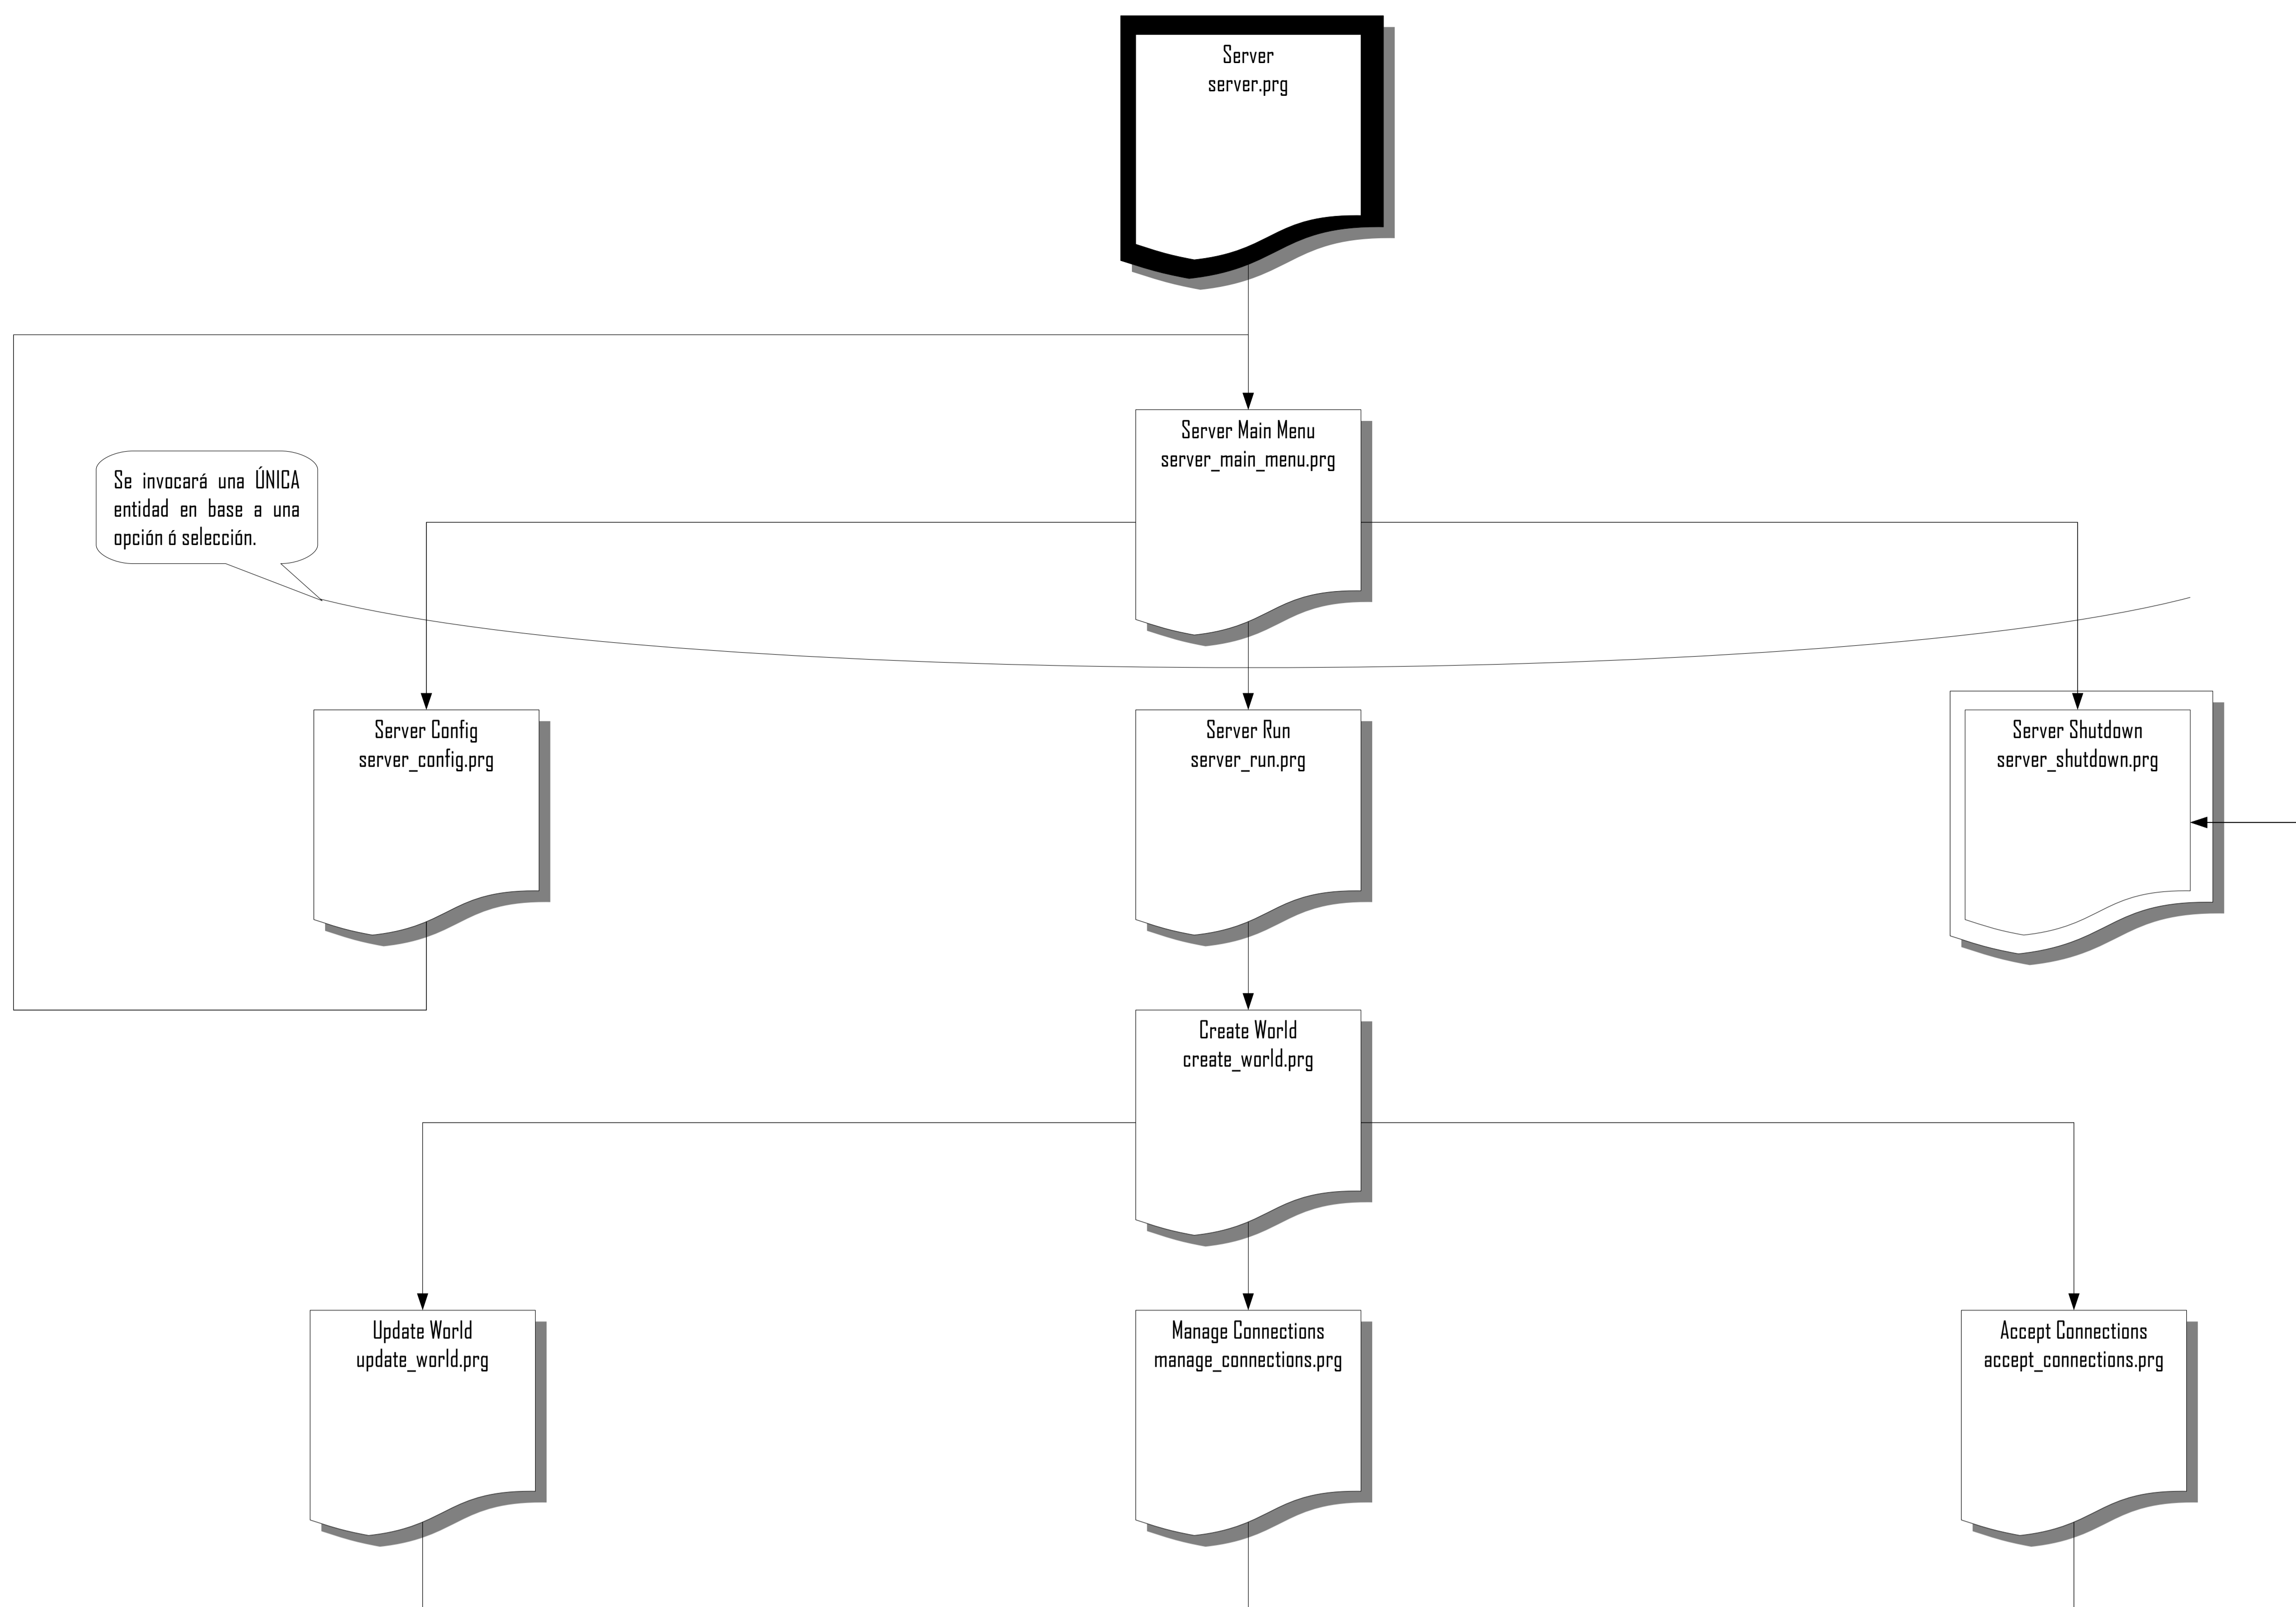 Server
server.prg
Server Main Menu
server_main_menu.prg
Se invocará una ÚNICA
entidad en base a una
opción ó selección.
Server Config
server_config.prg
Server Run
server_run.prg
Server Shutdown
server_shutdown.prg
Create World
create_world.prg
Update World
update_world.prg
Manage Connections
manage_connections.prg
Accept Connections
accept_connections.prg